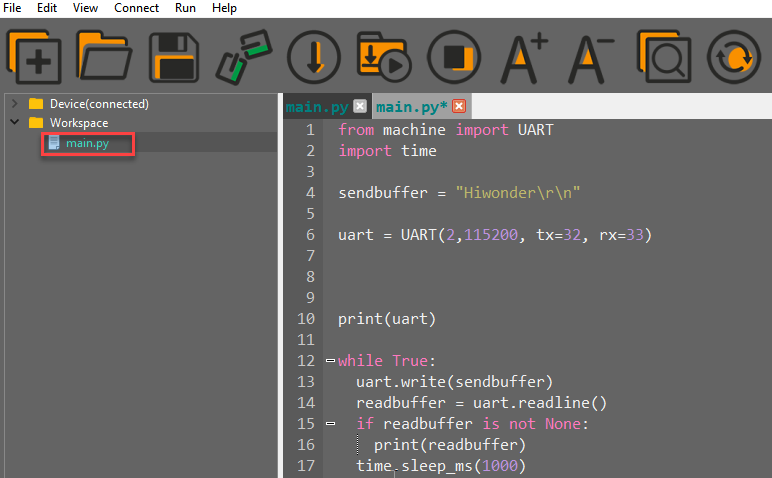 File Edit View Connect Run Help
A+ A-
Device(connected)
Workspace
main.py
main.py main.py*
1 from machine import UART
2 import time
3
4 sendbuffer = "Hiwonder\r\n"
5
6 uart = UART(2,115200, tx=32, rx=33)
7
8
9
10 print(uart)
11
12 while True:
13 uart.write(sendbuffer)
14 readbuffer = uart.readline()
15 if readbuffer is not None:
16 print(readbuffer)
17 time.sleep_ms(1000)